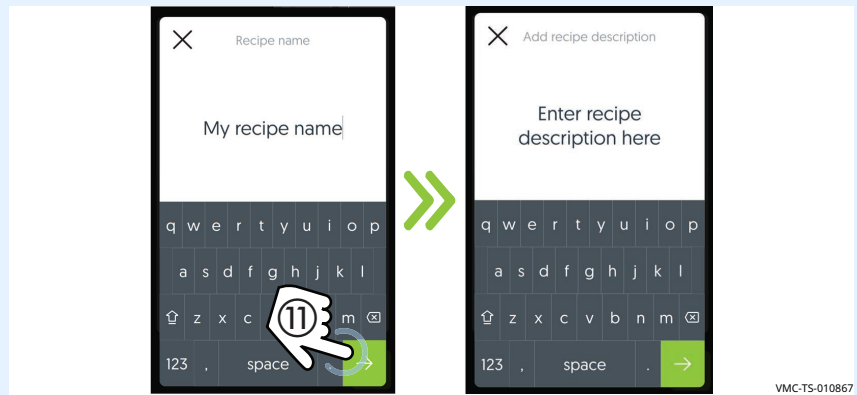 Recipe name
My recipe name
q w e r t y u i o p
a s d f g h j k l
z x c m
123 , space .
11
Add recipe description
Enter recipe
description here
q w e r t y u i o p
a s d f g h j k l
z x c v b n m
123 , space .
VMC-TS-010867